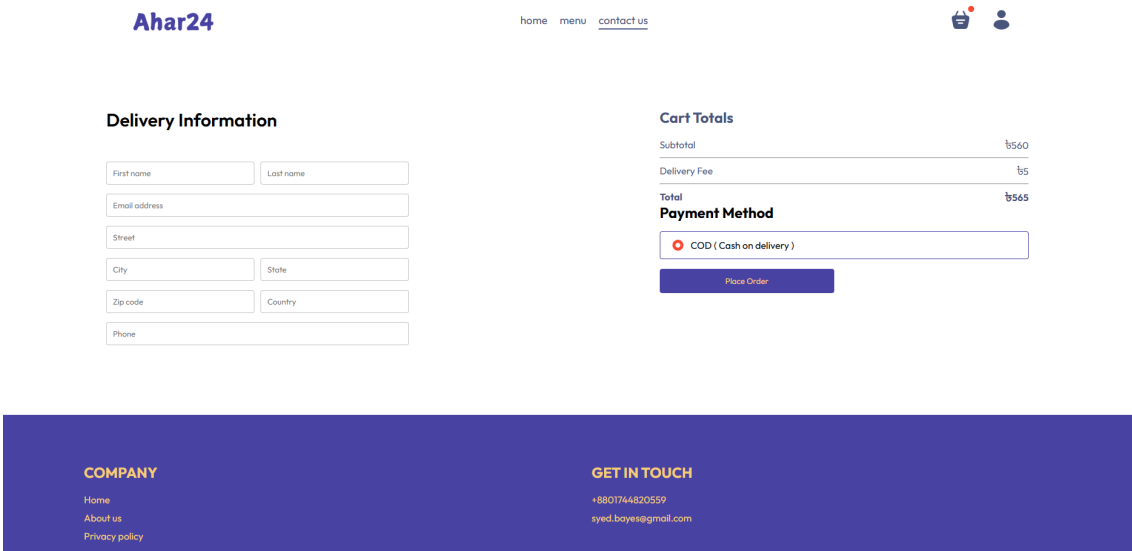 Ahar24
home menu contact us
Delivery Information
First name Last name
Email address
Street
City State
Zip code Country
Phone
Cart Totals
Subtotal ৳560
Delivery Fee ৳5
Total ৳565
Payment Method
COD ( Cash on delivery )
Place Order
COMPANY
Home
About us
Privacy policy
GET IN TOUCH
+8801744820559
syed.bayes@gmail.com